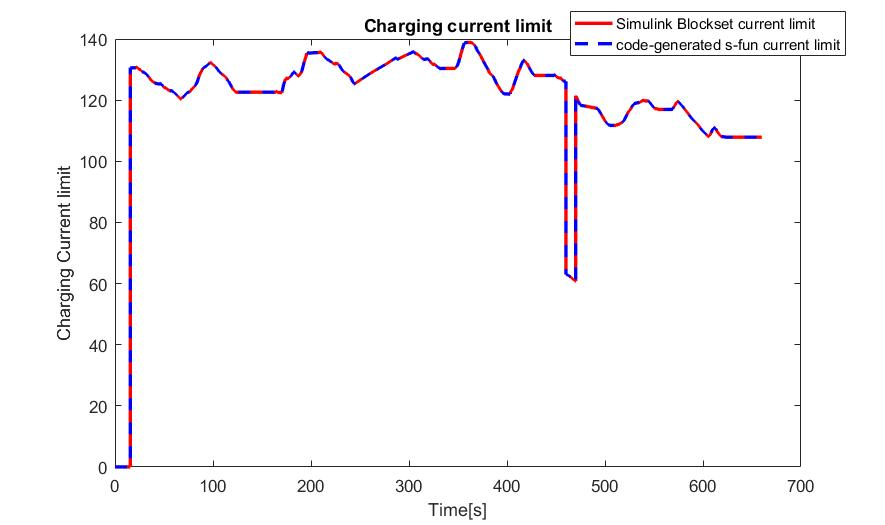 Charging current limit
Simulink Blockset current limit
code-generated s-fun current limit
140
120
100
80
60
40
20
0
Charging Current limit
0 100 200 300 400 500 600 700
Time[s]